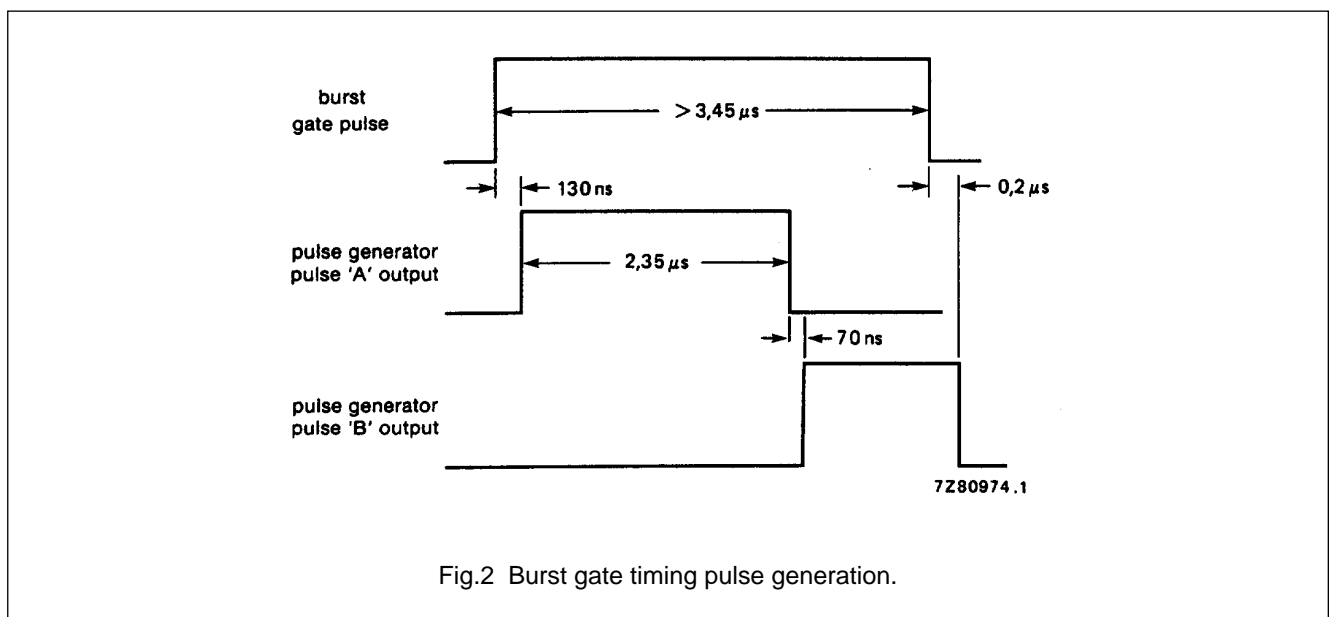 burst
gate pulse
> 3,45 μs
130 ns
0,2 μs
pulse generator
pulse 'A' output
2,35 μs
70 ns
pulse generator
pulse 'B' output
7Z80974.1
Fig.2 Burst gate timing pulse generation.